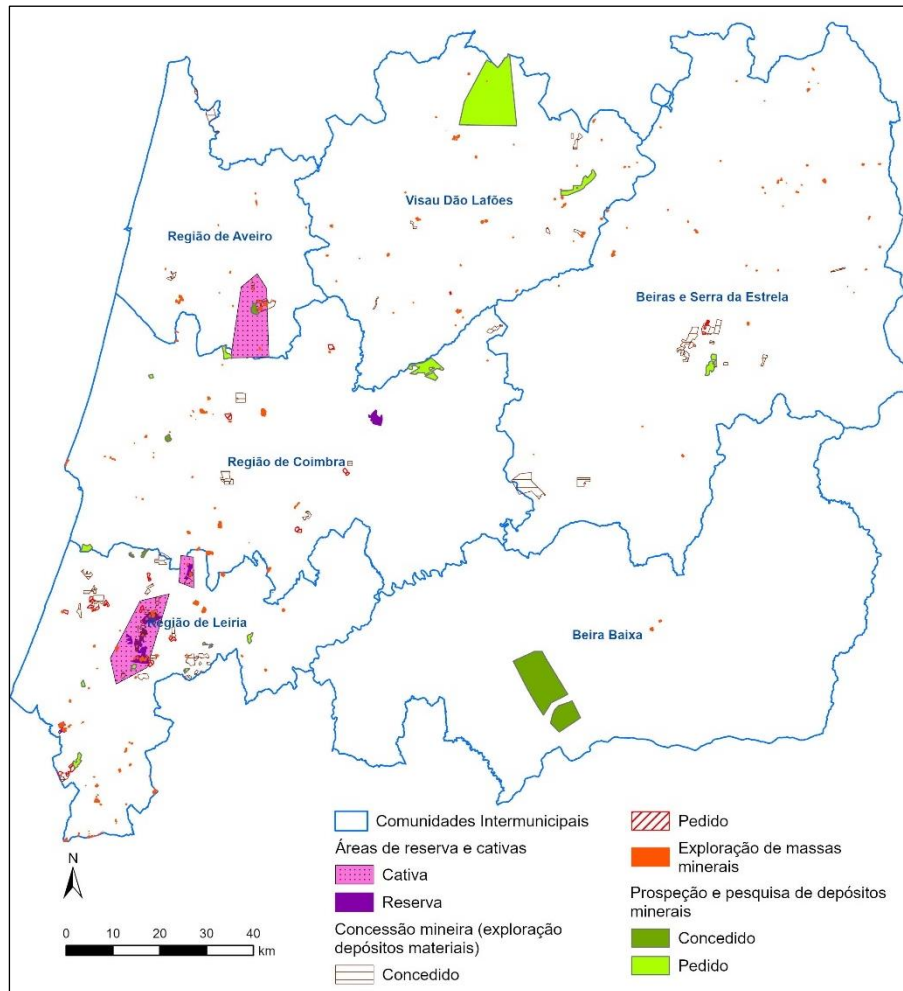 Visau Dão Lafões
Região de Aveiro
Beiras e Serra da Estrela
Região de Coimbra
Região de Leiria
Beira Baixa
N
0 10 20 30 40
km
Comunidades Intermunicipais
Áreas de reserva e cativas
Cativa
Reserva
Concessão mineira (exploração
depósitos materiais)
Concedido
Pedido
Exploração de massas
minerais
Prospeção e pesquisa de depósitos
minerais
Concedido
Pedido